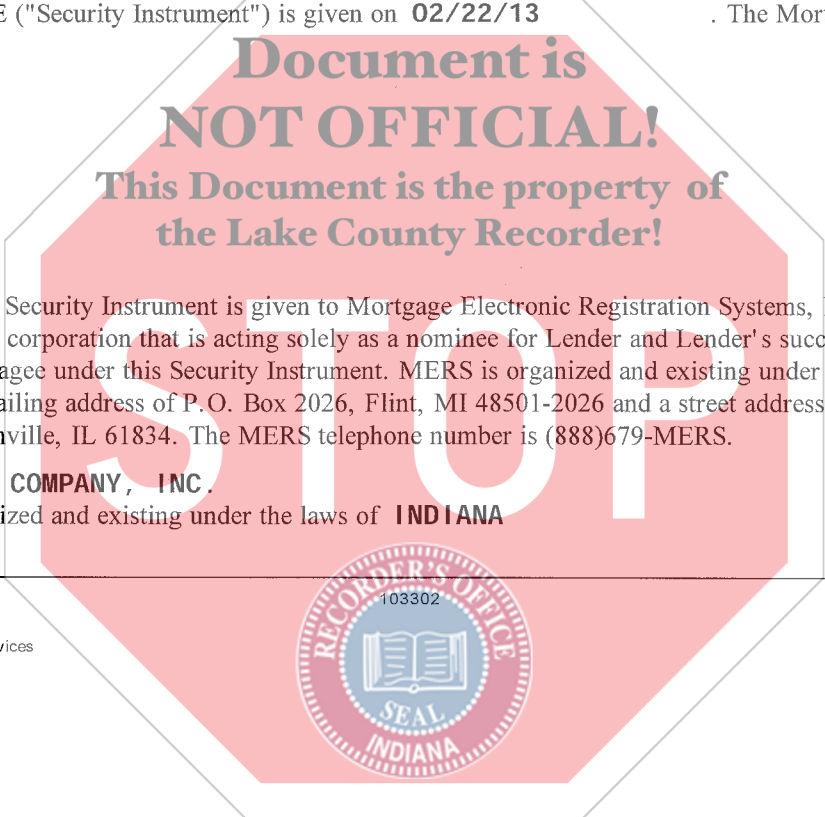 E ("Security Instrument") is given on 02/22/13 . The Mor
Document is
NOT OFFICIAL!
This Document is the property of
the Lake County Recorder!
STOP
Security Instrument is given to Mortgage Electronic Registration Systems,
corporation that is acting solely as a nominee for Lender and Lender's succ
agee under this Security Instrument. MERS is organized and existing under
ailing address of P.O. Box 2026, Flint, MI 48501-2026 and a street address
nville, IL 61834. The MERS telephone number is (888)679-MERS.
COMPANY, INC.
ized and existing under the laws of INDIANA
RECORDER'S OFFICE
103302
vices
SEAL
INDIANA